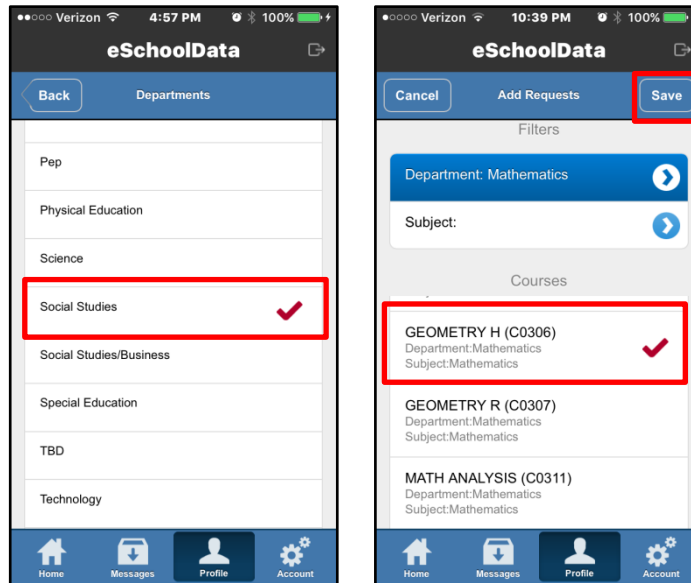 Verizon 4:57 PM 100%
eSchoolData
Back Departments
Pep
Physical Education
Science
Social Studies
Social Studies/Business
Special Education
TBD
Technology
Home Messages Profile Account
Verizon 10:39 PM 100%
eSchoolData
Cancel Add Requests Save
Filters
Department: Mathematics
Subject:
Courses
GEOMETRY H (C0306)
Department:Mathematics
Subject:Mathematics
GEOMETRY R (C0307)
Department:Mathematics
Subject:Mathematics
MATH ANALYSIS (C0311)
Department:Mathematics
Subject:Mathematics
Home Messages Profile Account